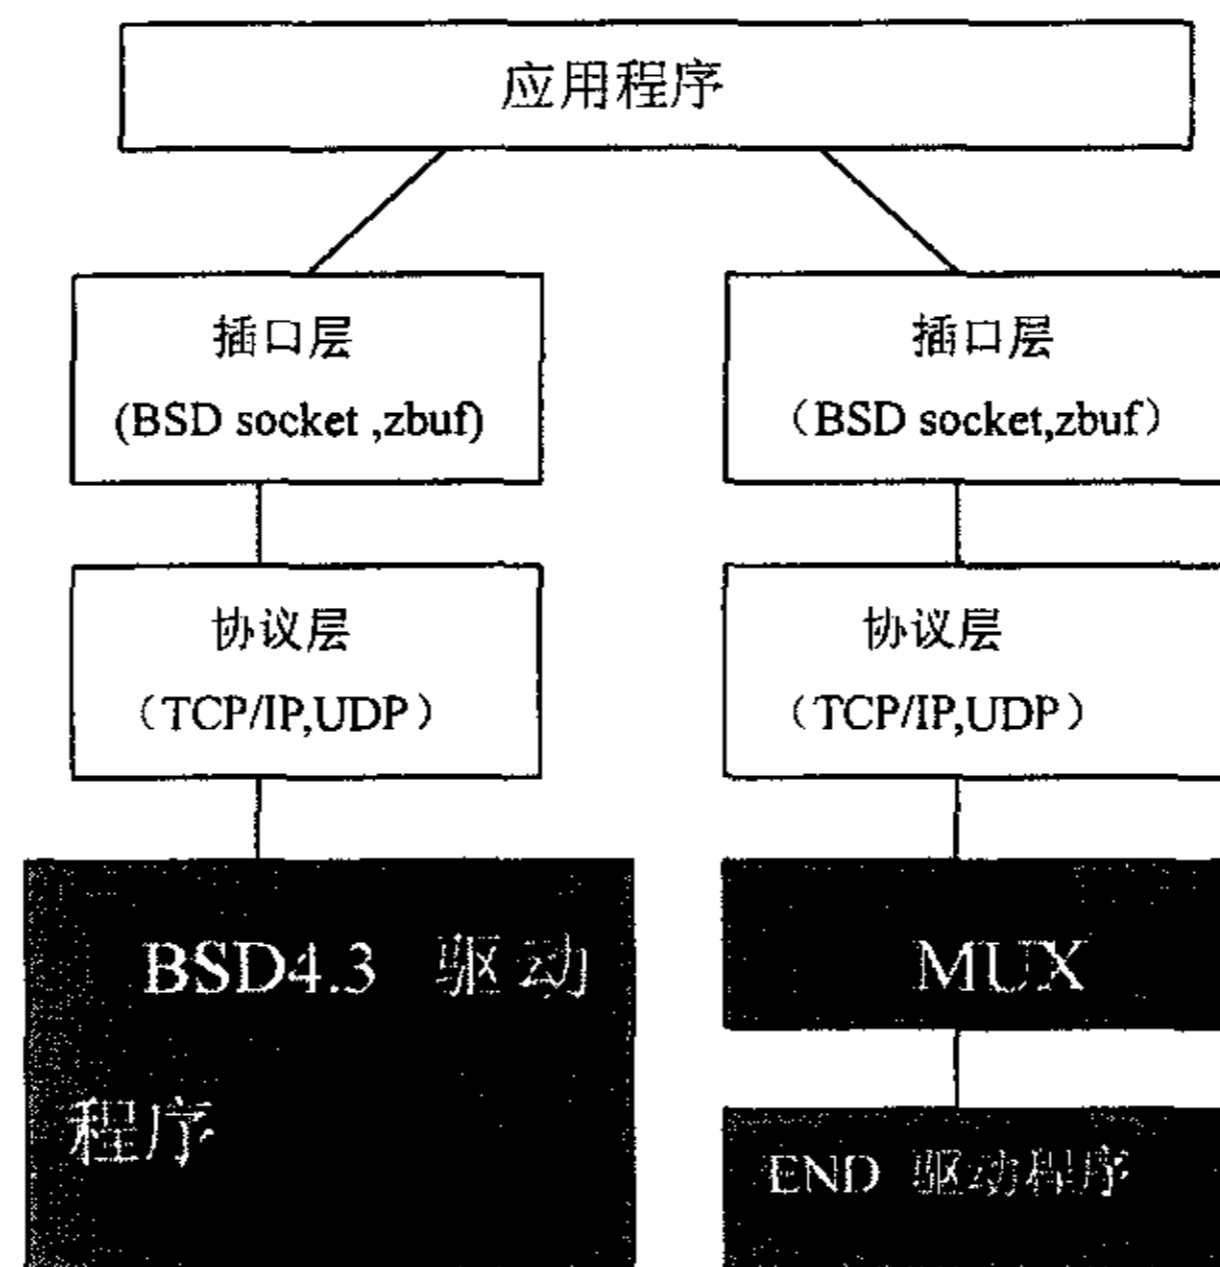 应用程序
插口层
(BSD socket ,zbuf)
插口层
（BSD socket,zbuf）
协议层
（TCP/IP,UDP）
协议层
（TCP/IP,UDP）
BSD4.3 驱动
程序
MUX
END 驱动程序